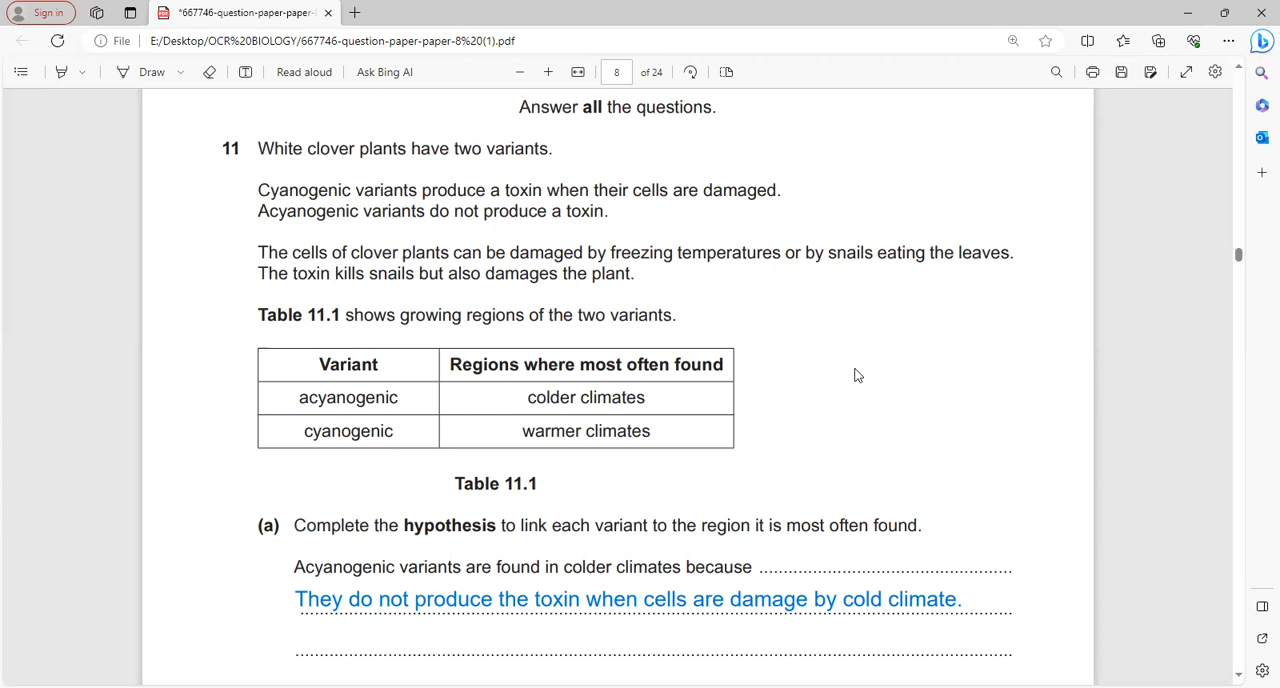 Sign in
*667746-question-paper-paper-
File
E:/Desktop/OCR%20BIOLOGY/667746-question-paper-paper-8%20(1).pdf
Draw
Read aloud
Ask Bing AI
8
of 24
Answer all the questions.
11 White clover plants have two variants.
Cyanogenic variants produce a toxin when their cells are damaged.
Acyanogenic variants do not produce a toxin.
The cells of clover plants can be damaged by freezing temperatures or by snails eating the leaves.
The toxin kills snails but also damages the plant.
Table 11.1 shows growing regions of the two variants.
Variant Regions where most often found
acyanogenic colder climates
cyanogenic warmer climates
Table 11.1
(a) Complete the hypothesis to link each variant to the region it is most often found.
Acyanogenic variants are found in colder climates because ....................................................
They do not produce the toxin when cells are damage by cold climate.